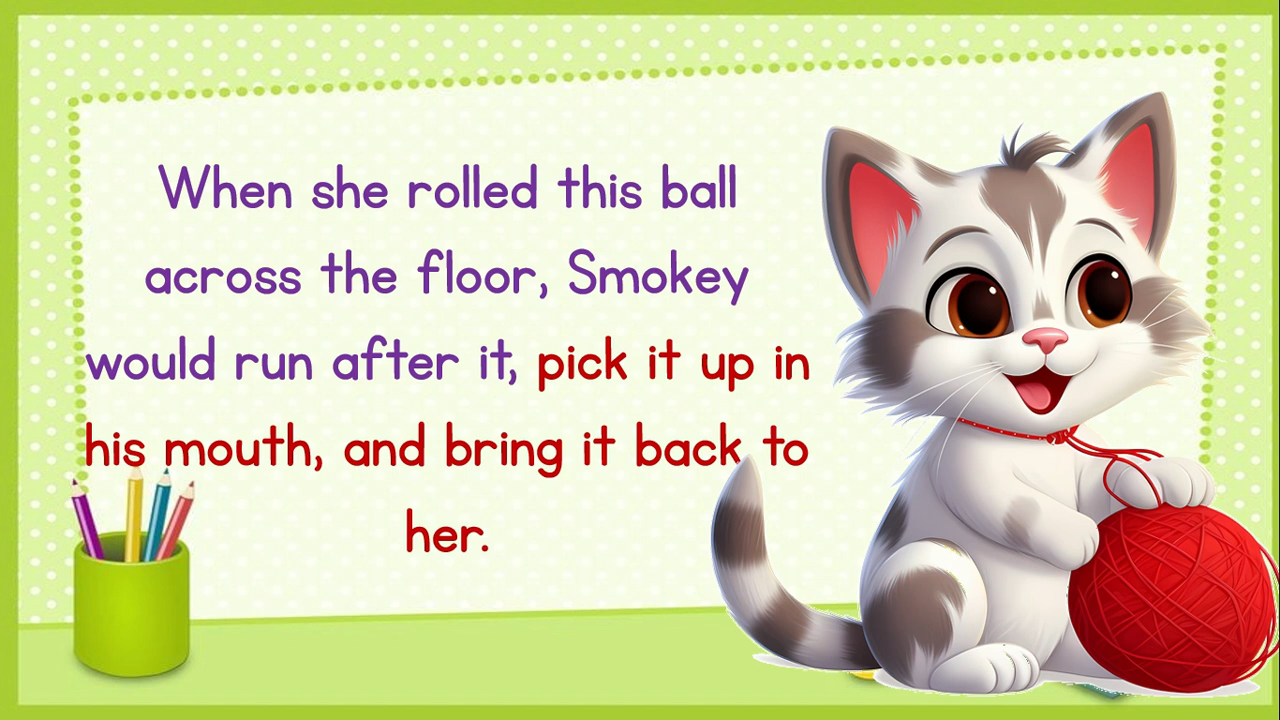 When she rolled this ball
across the floor, Smokey
would run after it, pick it up in
his mouth, and bring it back to
her.